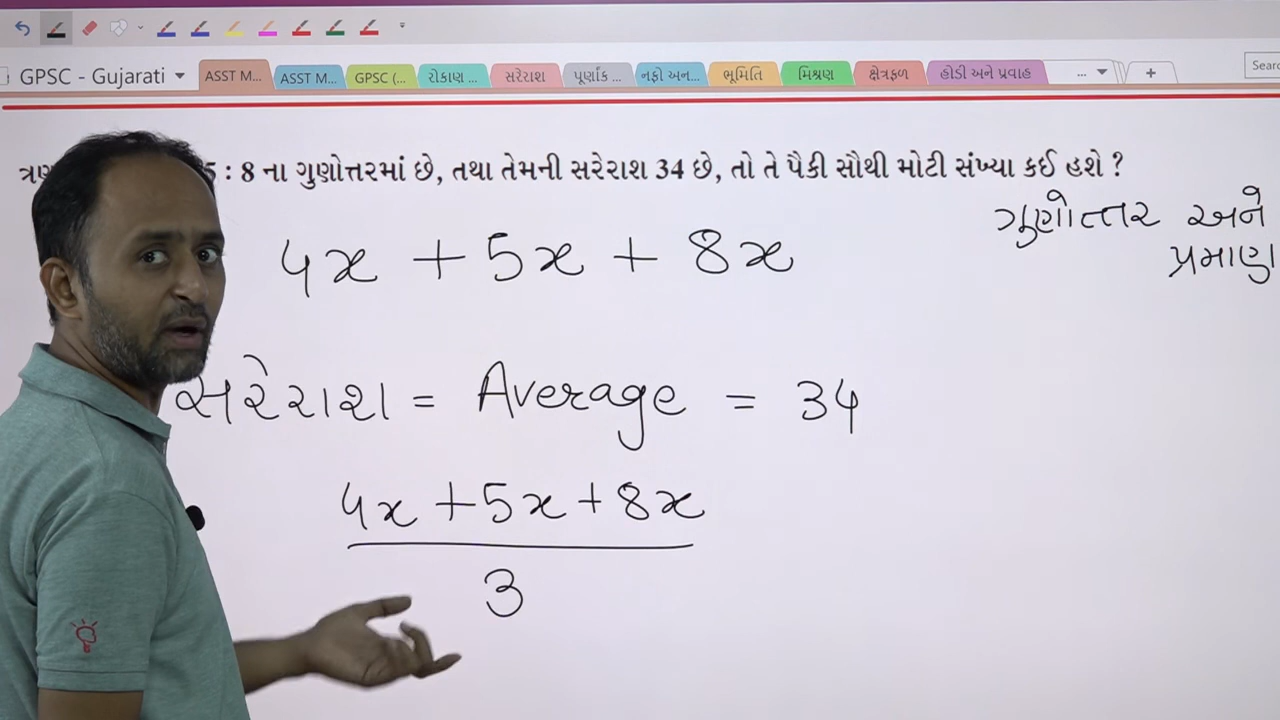 GPSC - Gujarati ASST M... ASST M... GPSC (... રોકાણ ... સરેરાશ પૂર્ણાંક ... નફો અન... ભૂમિતિ મિશ્રણ ક્ષેત્રફળ હોડી અને પ્રવાહ ... + Searc
ત્રણ 5 : 8 ના ગુણોત્તરમાં છે, તથા તેમની સરેરાશ 34 છે, તો તે પૈકી સૌથી મોટી સંખ્યા કઈ હશે ?
ગુણોત્તર અને
પ્રમાણ
4x + 5x + 8x
સરેરાશ = Average = 34
4x + 5x + 8x
3